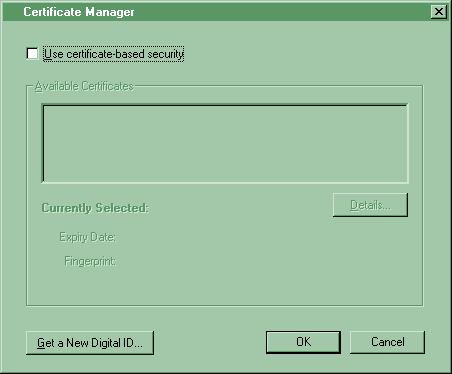 Certificate Manager
Use certificate-based security
Available Certificates
Currently Selected:
Details...
Expiry Date:
Fingerprint:
Get a New Digital ID...
OK
Cancel